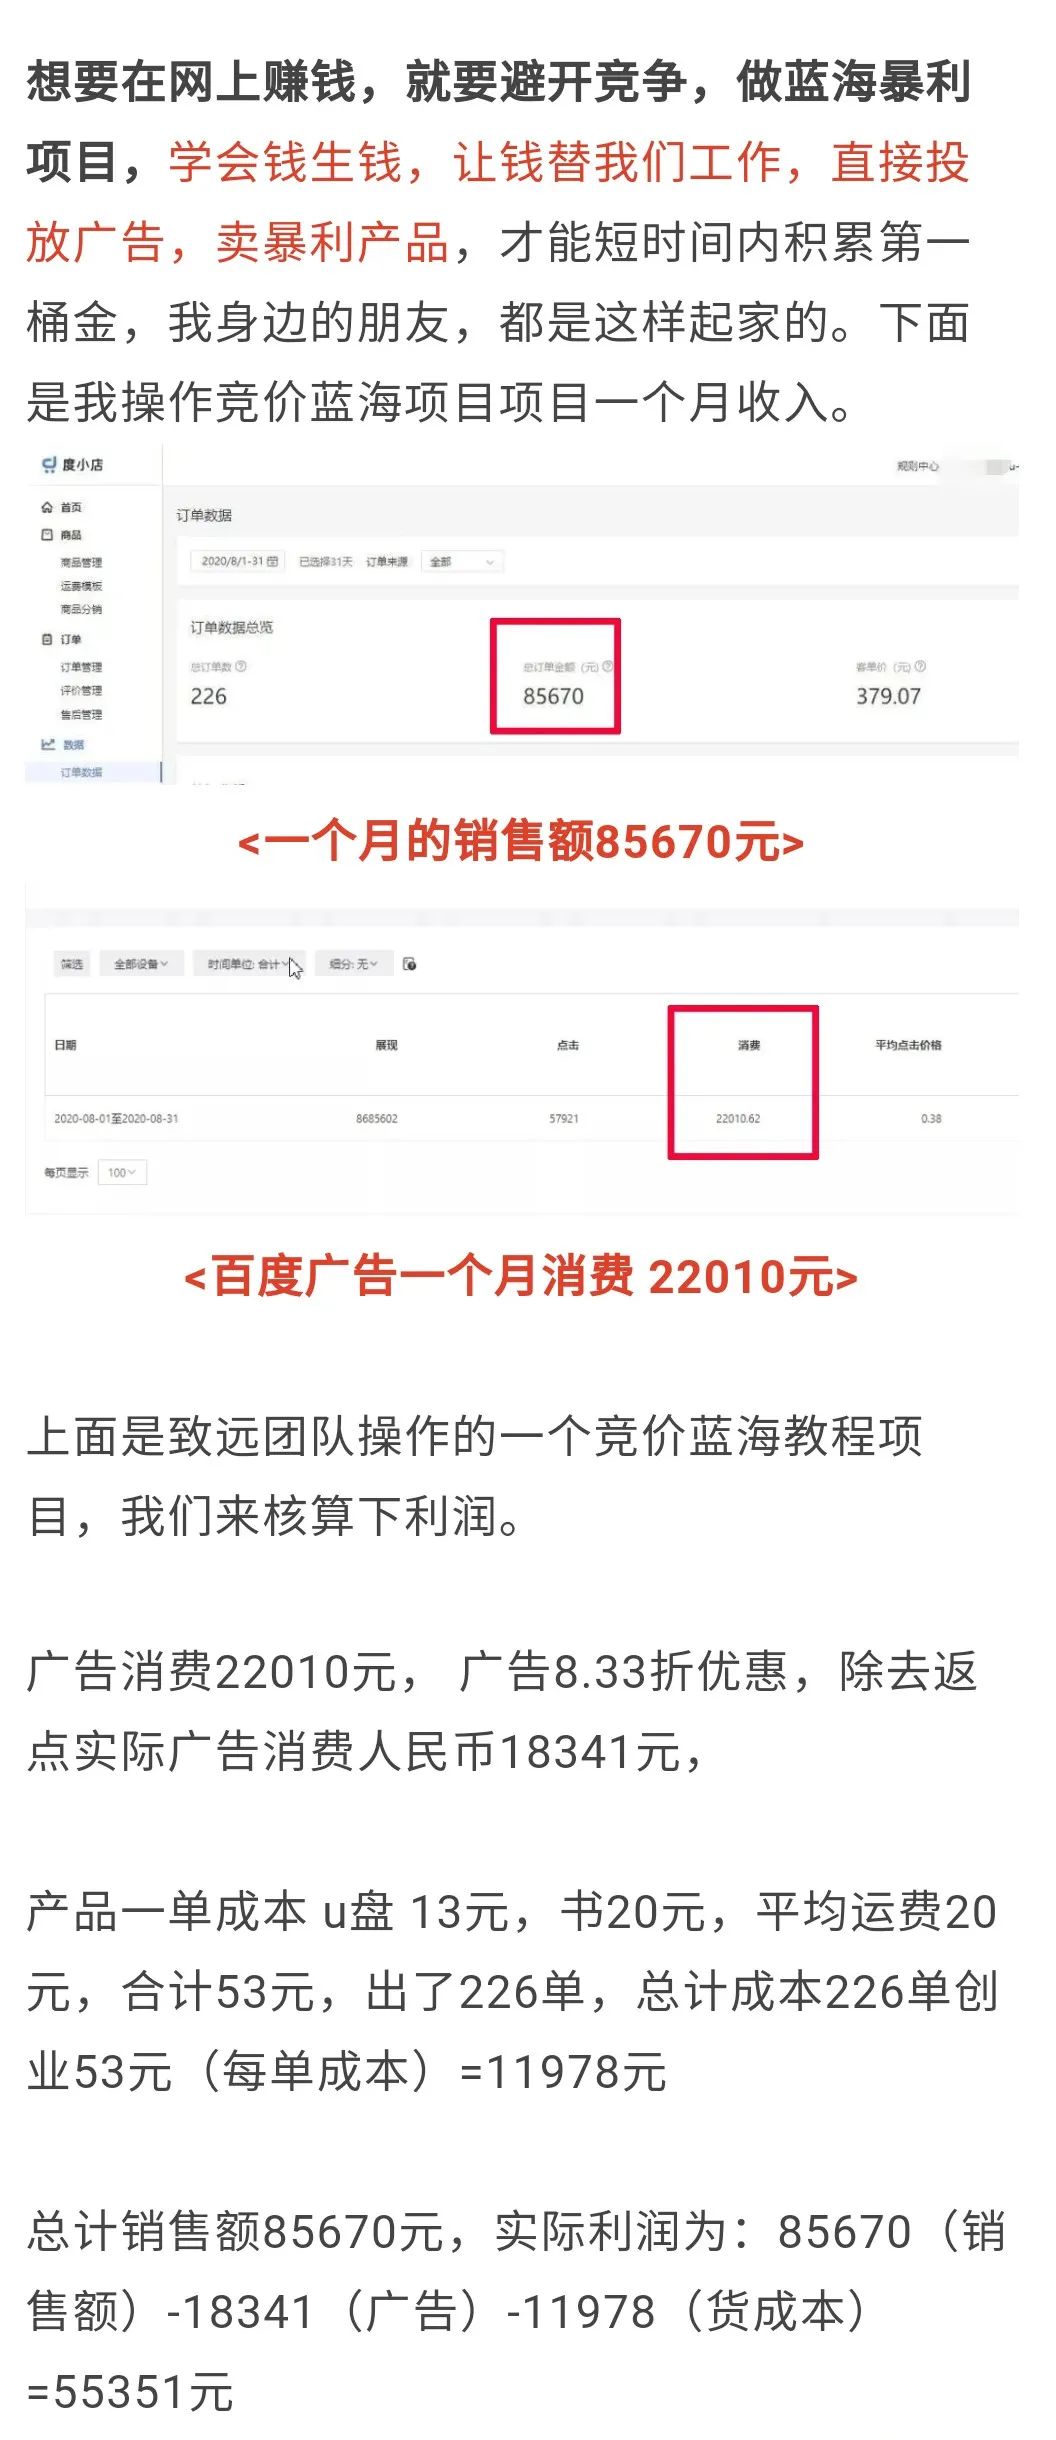 想要在网上赚钱，就要避开竞争，做蓝海暴利
项目，学会钱生钱，让钱替我们工作，直接投
放广告，卖暴利产品，才能短时间内积累第一
桶金，我身边的朋友，都是这样起家的。下面
是我操作竞价蓝海项目项目一个月收入。
度小店
规则中心
首页
商品
商品管理
运费模板
商品分销
订单
订单管理
评价管理
售后管理
数据
订单数据
订单数据
2020/8/1-31 已选择31天 订单来源 全部
订单数据总览
总订单数 总订单金额（元） 客单价（元）
226 85670 379.07
<一个月的销售额85670元>
筛选 全部设备 时间单位: 合计 细分: 无
日期 展现 点击 消费 平均点击价格
2020-08-01至2020-08-31 8685602 57921 22010.62 0.38
每页显示 100
<百度广告一个月消费 22010元>
上面是致远团队操作的一个竞价蓝海教程项
目，我们来核算下利润。
广告消费22010元， 广告8.33折优惠，除去返
点实际广告消费人民币18341元，
产品一单成本 u盘 13元，书20元，平均运费20
元，合计53元，出了226单，总计成本226单创
业53元（每单成本）=11978元
总计销售额85670元，实际利润为：85670（销
售额）-18341（广告）-11978（货成本）
=55351元